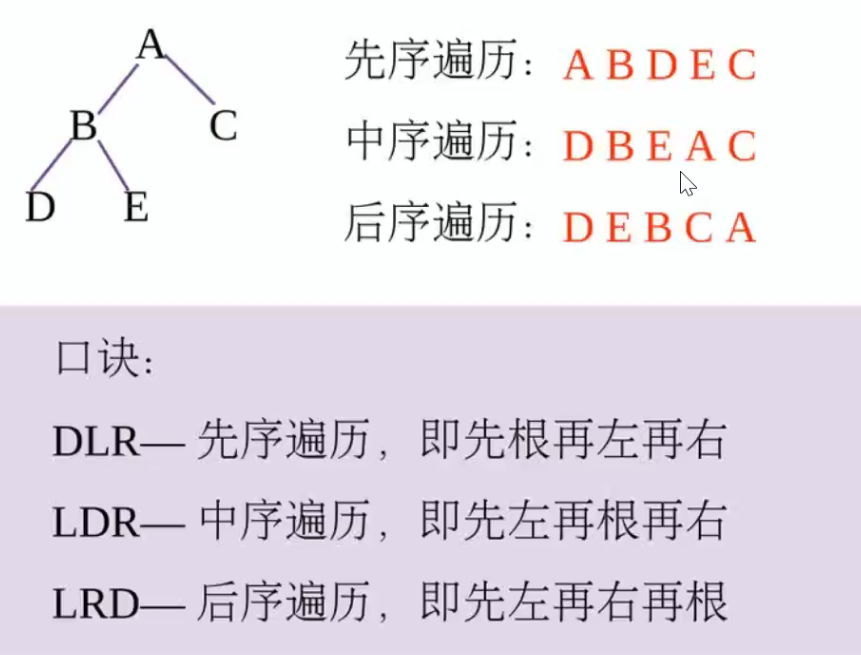 A
B C
D E
先序遍历：A B D E C
中序遍历：D B E A C
后序遍历：D E B C A
口诀：
DLR— 先序遍历，即先根再左再右
LDR— 中序遍历，即先左再根再右
LRD— 后序遍历，即先左再右再根